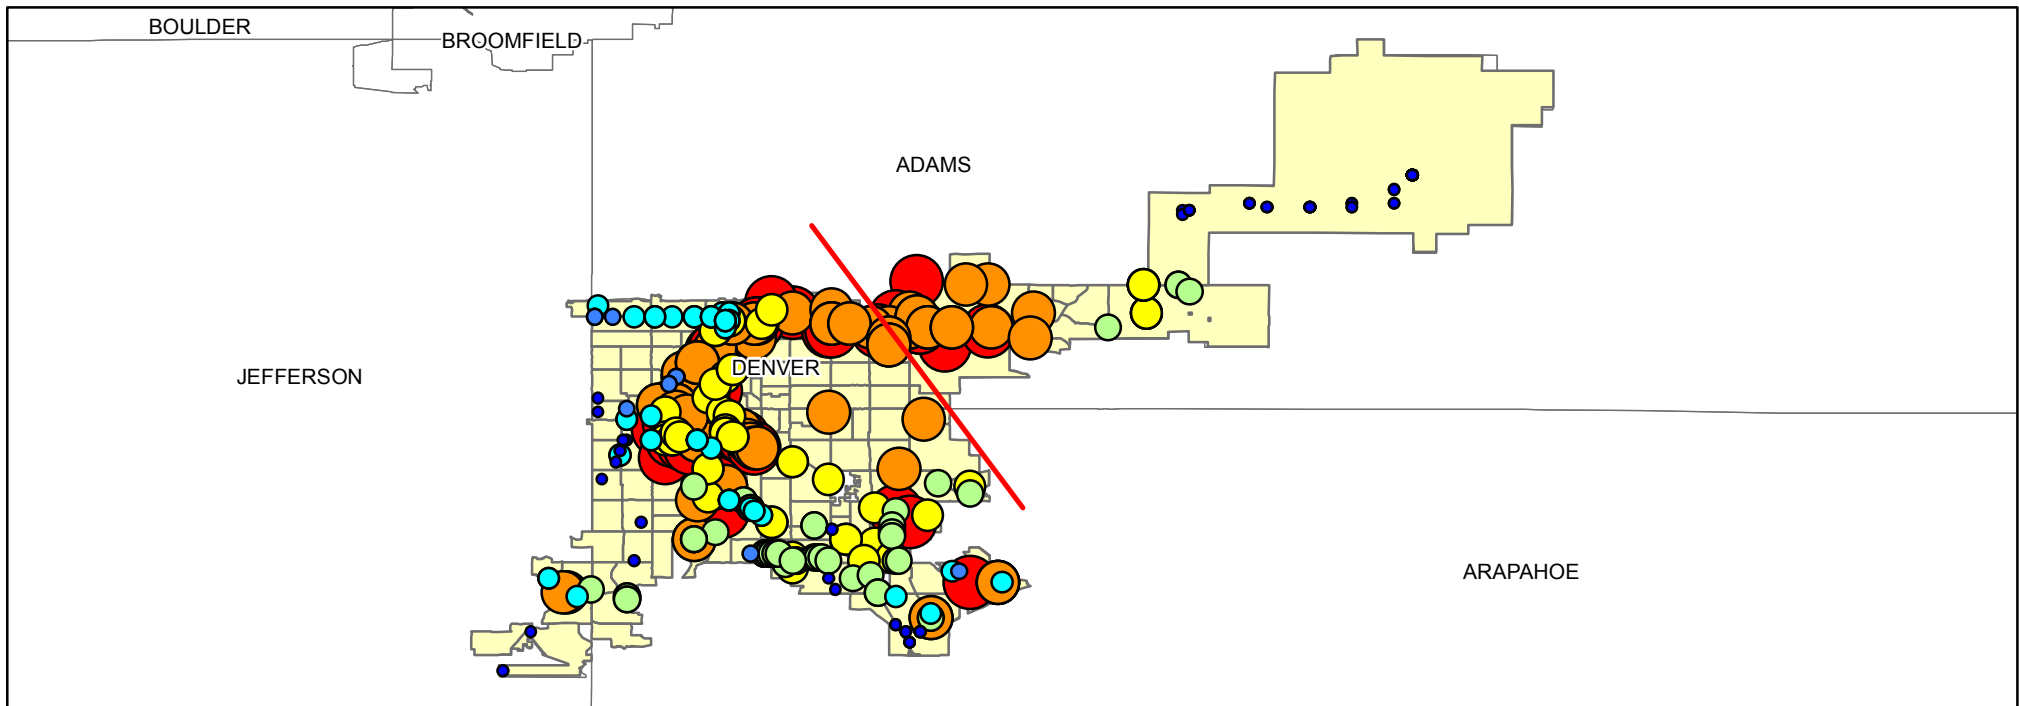 BOULDER
BROOMFIELD
ADAMS
DENVER
JEFFERSON
ARAPAHOE